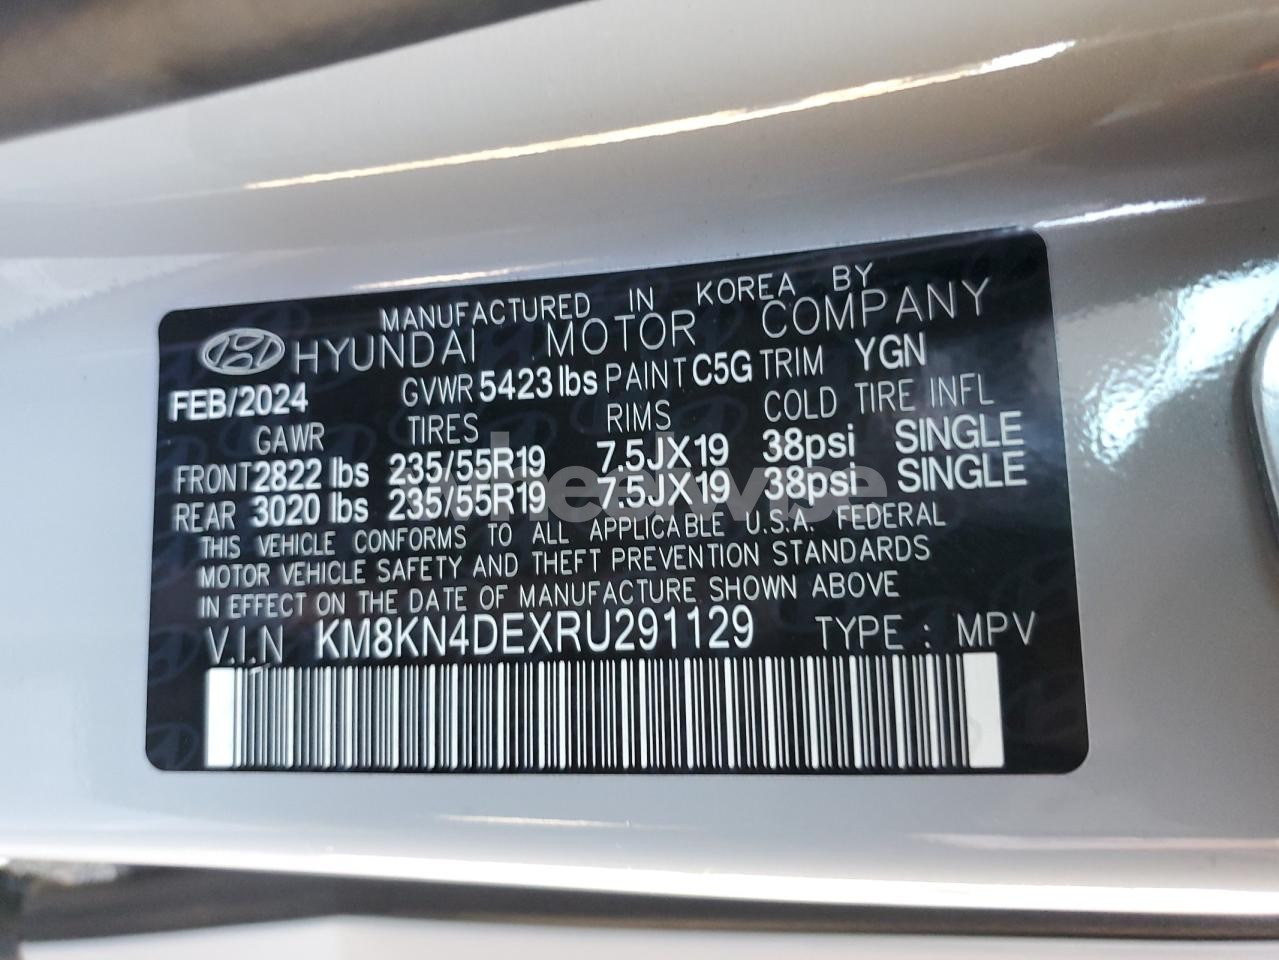 MANUFACTURED IN KOREA BY
HYUNDAI MOTOR COMPANY
FEB/2024 GVWR 5423 lbs PAINT C5G TRIM YGN
GAWR TIRES RIMS COLD TIRE INFL
FRONT 2822 lbs 235/55R19 7.5JX19 38psi SINGLE
REAR 3020 lbs 235/55R19 7.5JX19 38psi SINGLE
THIS VEHICLE CONFORMS TO ALL APPLICABLE U.S.A. FEDERAL
MOTOR VEHICLE SAFETY AND THEFT PREVENTION STANDARDS
IN EFFECT ON THE DATE OF MANUFACTURE SHOWN ABOVE
V.I.N KM8KN4DEXRU291129 TYPE : MPV